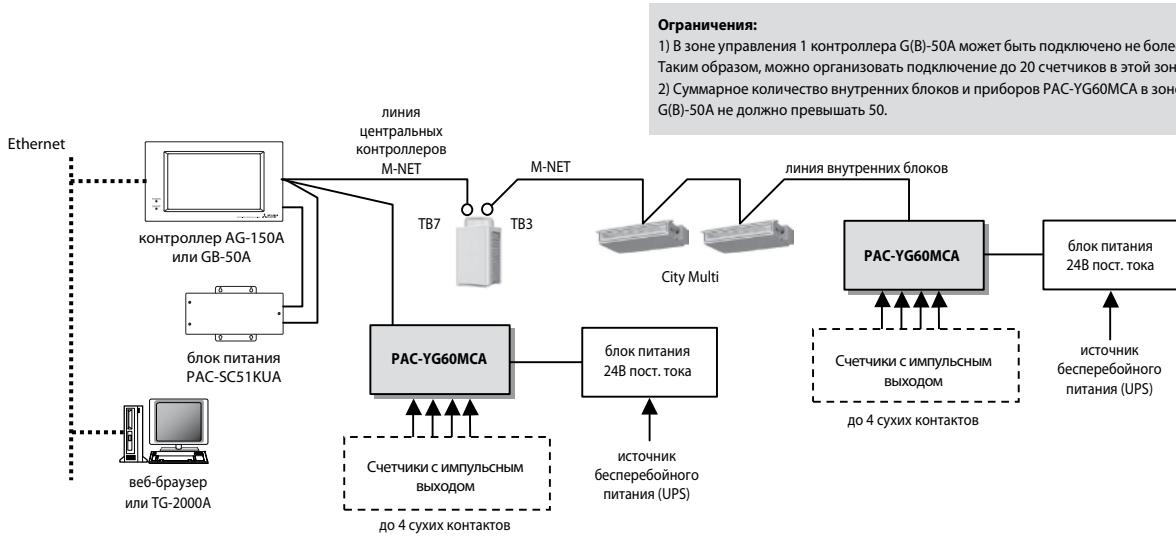 Ограничения:
1) В зоне управления 1 контроллера G(B)-50A может быть подключено не более
Таким образом, можно организовать подключение до 20 счетчиков в этой зон
2) Суммарное количество внутренних блоков и приборов PAC-YG60MCA в зоне
G(B)-50A не должно превышать 50.
Ethernet
линия
центральных
контроллеров
M-NET
M-NET
линия внутренних блоков
TB7
TB3
контроллер AG-150A
или GB-50A
City Multi
PAC-YG60MCA
блок питания
24В пост. тока
блок питания
PAC-SC51KUA
PAC-YG60MCA
блок питания
24В пост. тока
Счетчики с импульсным
выходом
источник
бесперебойного
питания (UPS)
до 4 сухих контактов
веб-браузер
или TG-2000A
Счетчики с импульсным
выходом
источник
бесперебойного
питания (UPS)
до 4 сухих контактов